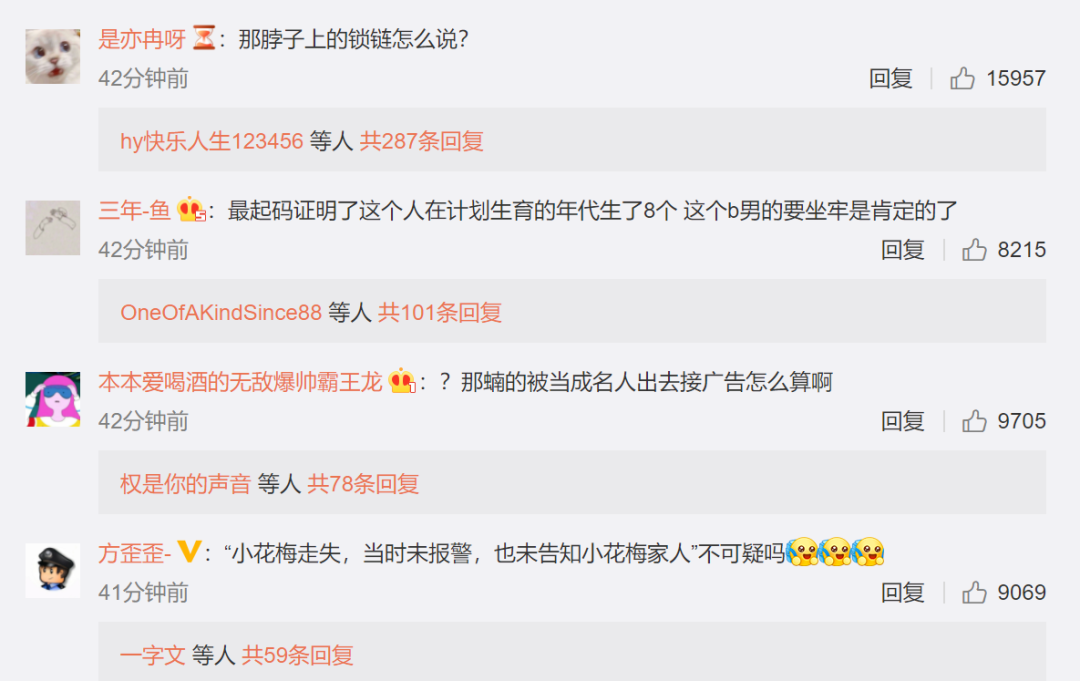 是亦冉呀：那脖子上的锁链怎么说?
42分钟前 回复 15957
hy快乐人生123456 等人 共287条回复
三年-鱼：最起码证明了这个人在计划生育的年代生了8个 这个b男的要坐牢是肯定的了
42分钟前 回复 8215
OneOfAKindSince88 等人 共101条回复
本本爱喝酒的无敌爆帅霸王龙：？那蝻的被当成名人出去接广告怎么算啊
42分钟前 回复 9705
权是你的声音 等人 共78条回复
方歪歪-：“小花梅走失，当时未报警，也未告知小花梅家人”不可疑吗
41分钟前 回复 9069
一字文 等人 共59条回复